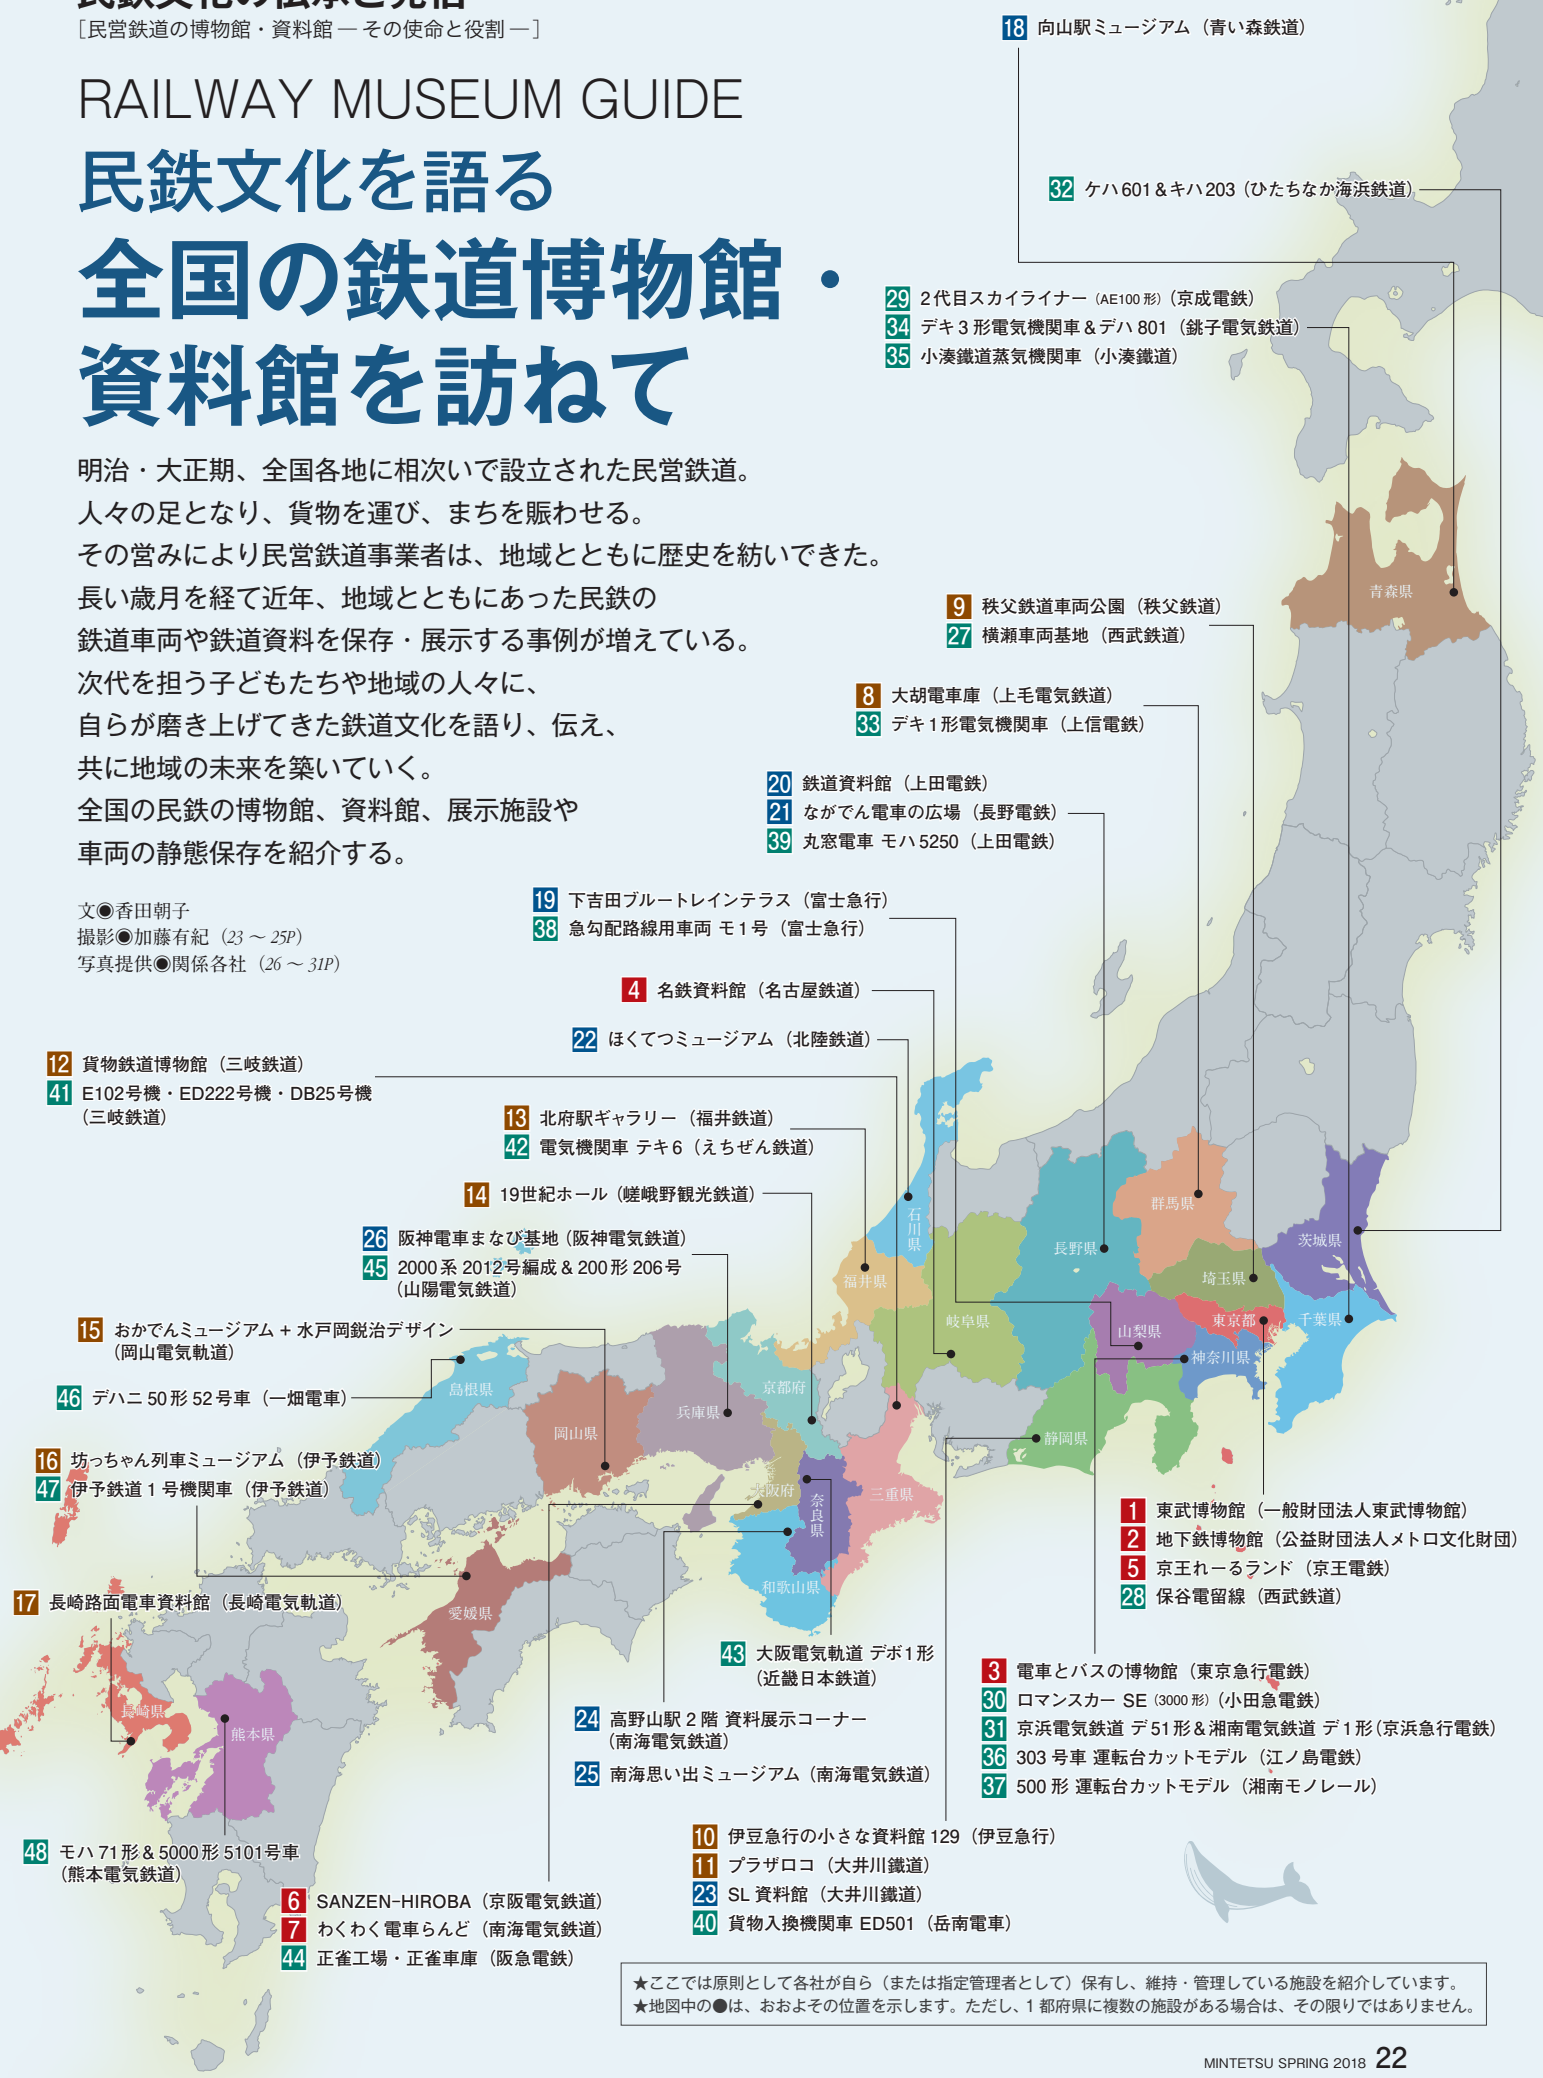 ［民営鉄道の博物館・資料館 ― その使命と役割 ―］
RAILWAY MUSEUM GUIDE
民鉄文化を語る
全国の鉄道博物館・
資料館を訪ねて
明治・大正期、全国各地に相次いで設立された民営鉄道。
人々の足となり、貨物を運び、まちを賑わせる。
その営みにより民営鉄道事業者は、地域とともに歴史を紡いできた。
長い歳月を経て近年、地域とともにあった民鉄の
鉄道車両や鉄道資料を保存・展示する事例が増えている。
次代を担う子どもたちや地域の人々に、
自らが磨き上げてきた鉄道文化を語り、伝え、
共に地域の未来を築いていく。
全国の民鉄の博物館、資料館、展示施設や
車両の静態保存を紹介する。
文●香田朝子
撮影●加藤有紀（23 〜 25P）
写真提供●関係各社（26 〜 31P）
18 向山駅ミュージアム（青い森鉄道）
32 ケハ601＆キハ203（ひたちなか海浜鉄道）
29 2代目スカイライナー（AE100 形）（京成電鉄）
34 デキ3 形電気機関車＆デハ 801（銚子電気鉄道）
35 小湊鐵道蒸気機関車（小湊鐵道）
9 秩父鉄道車両公園（秩父鉄道）
27 横瀬車両基地（西武鉄道）
8 大胡電車庫（上毛電気鉄道）
33 デキ1形電気機関車（上信電鉄）
20 鉄道資料館（上田電鉄）
21 ながでん電車の広場（長野電鉄）
39 丸窓電車 モハ5250（上田電鉄）
19 下吉田ブルートレインテラス（富士急行）
38 急勾配路線用車両 モ1号（富士急行）
4 名鉄資料館（名古屋鉄道）
22 ほくてつミュージアム（北陸鉄道）
12 貨物鉄道博物館（三岐鉄道）
41 E102号機・ED222号機・DB25号機
（三岐鉄道）
13 北府駅ギャラリー（福井鉄道）
42 電気機関車 テキ6（えちぜん鉄道）
14 19世紀ホール（嵯峨野観光鉄道）
26 阪神電車まなび基地（阪神電気鉄道）
45 2000系 2012号編成 & 200形 206号
（山陽電気鉄道）
15 おかでんミュージアム + 水戸岡鋭治デザイン
（岡山電気軌道）
46 デハニ 50形 52号車（一畑電車）
16 坊っちゃん列車ミュージアム（伊予鉄道）
47 伊予鉄道 1 号機関車（伊予鉄道）
17 長崎路面電車資料館（長崎電気軌道）
青森県
群馬県
茨城県
長野県
埼玉県
石川県
福井県
岐阜県
山梨県
東京都
千葉県
神奈川県
静岡県
京都府
兵庫県
島根県
岡山県
大阪府
奈良県
三重県
和歌山県
愛媛県
長崎県
熊本県
1 東武博物館（一般財団法人東武博物館）
2 地下鉄博物館（公益財団法人メトロ文化財団）
5 京王れーるランド（京王電鉄）
28 保谷電留線（西武鉄道）
43 大阪電気軌道 デボ1形
（近畿日本鉄道）
3 電車とバスの博物館（東京急行電鉄）
30 ロマンスカー SE（3000 形）（小田急電鉄）
31 京浜電気鉄道 デ51形＆湘南電気鉄道 デ1形（京浜急行電鉄）
36 303 号車 運転台カットモデル（江ノ島電鉄）
37 500 形 運転台カットモデル（湘南モノレール）
24 高野山駅 2 階 資料展示コーナー
（南海電気鉄道）
25 南海思い出ミュージアム（南海電気鉄道）
10 伊豆急行の小さな資料館 129（伊豆急行）
11 プラザロコ（大井川鐵道）
23 SL 資料館（大井川鐵道）
40 貨物入換機関車 ED501（岳南電車）
48 モハ71形＆5000形 5101号車
（熊本電気鉄道）
6 SANZEN-HIROBA（京阪電気鉄道）
7 わくわく電車らんど（南海電気鉄道）
44 正雀工場・正雀車庫（阪急電鉄）
★ここでは原則として各社が自ら（または指定管理者として）保有し、維持・管理している施設を紹介しています。
★地図中の●は、おおよその位置を示します。ただし、1 都府県に複数の施設がある場合は、その限りではありません。
MINTETSU SPRING 2018 22